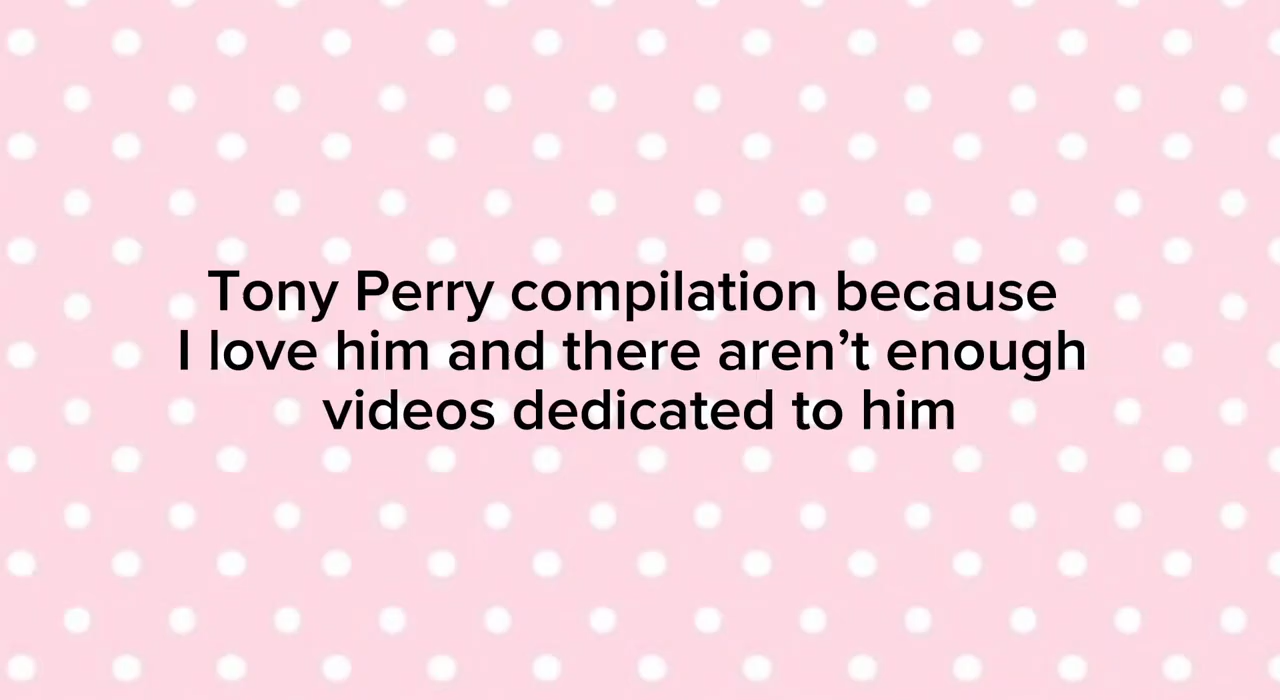 Tony Perry compilation because
I love him and there aren’t enough
videos dedicated to him